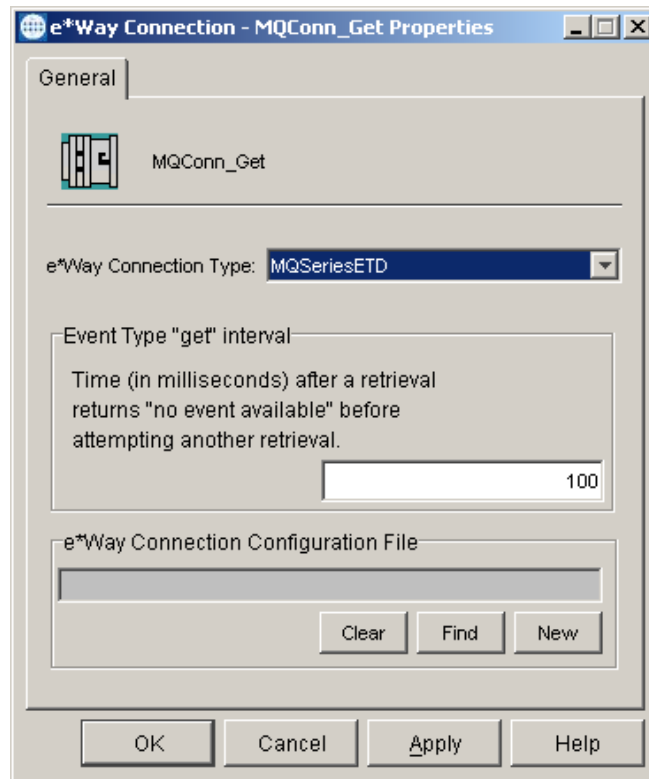 e*Way Connection - MQConn_Get Properties
General
MQConn_Get
e*Way Connection Type: MQSeriesETD
Event Type "get" interval
Time (in milliseconds) after a retrieval
returns "no event available" before
attempting another retrieval.
100
e*Way Connection Configuration File
Clear Find New
OK Cancel Apply Help